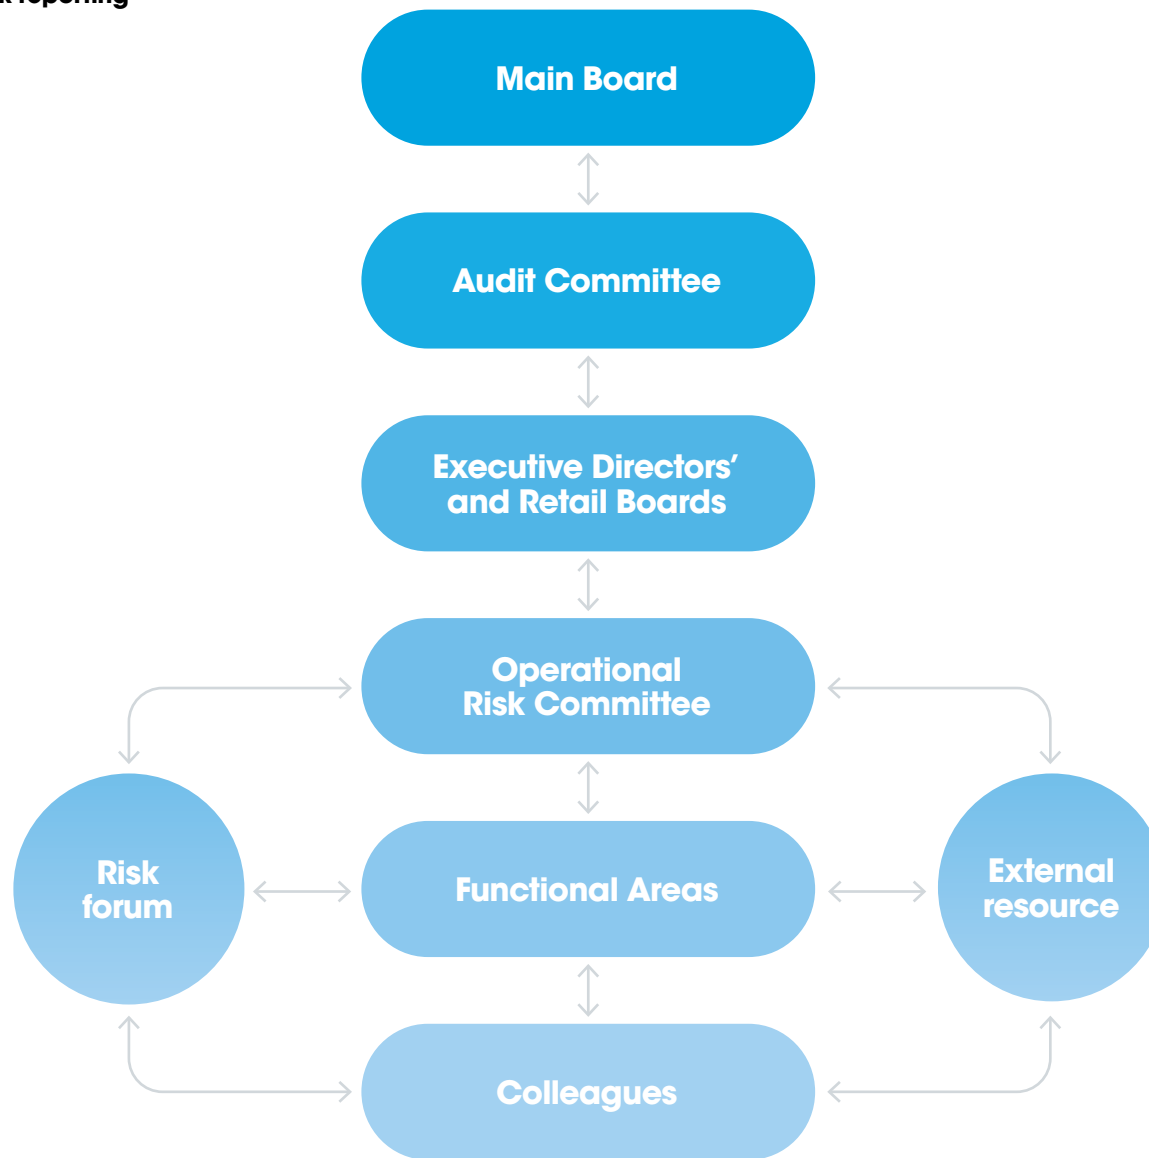 reporting
Main Board
Audit Committee
Executive Directors’
and Retail Boards
Operational
Risk Committee
Risk
forum
Functional Areas
External
resource
Colleagues